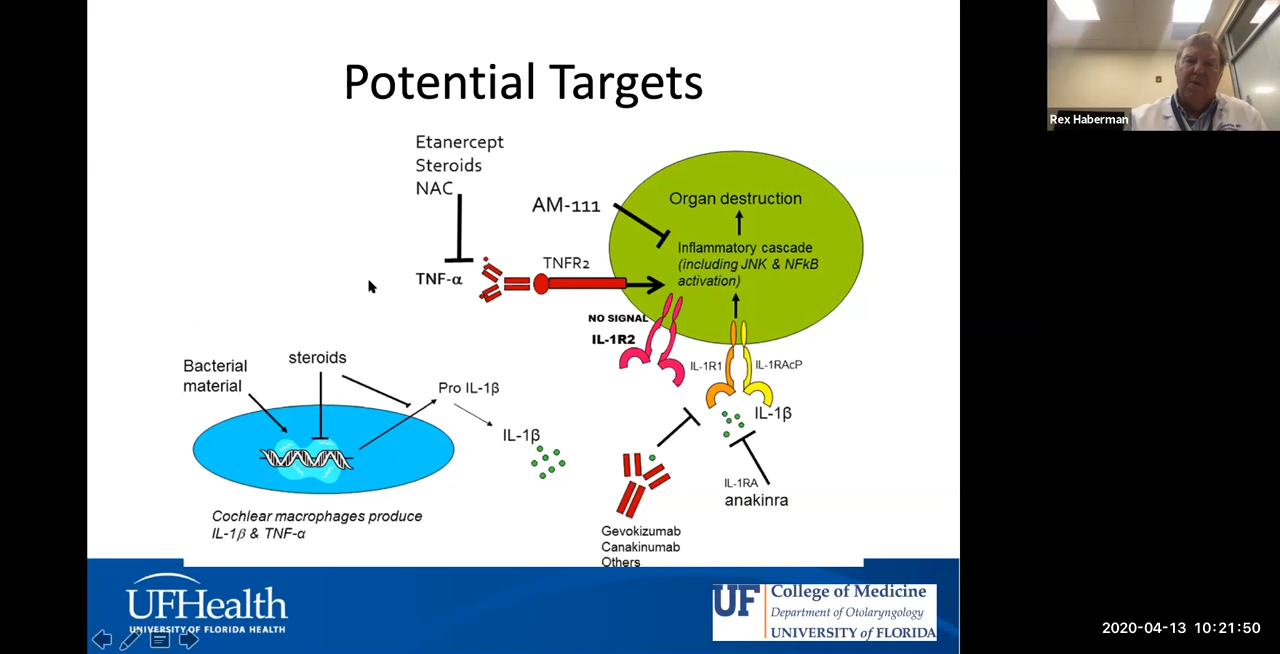 Potential Targets
Rex Haberman
Etanercept
Steroids
NAC
AM-111
Organ destruction
Inflammatory cascade
(including JNK & NFkB
activation)
TNF-α
TNFR2
NO SIGNAL
IL-1R2
IL-1R1
IL-1RAcP
IL-1β
Bacterial
material
steroids
Pro IL-1β
IL-1β
IL-1RA
anakinra
Cochlear macrophages produce
IL-1β & TNF-α
Gevokizumab
Canakinumab
Others
UFHealth
UNIVERSITY OF FLORIDA HEALTH
UF
College of Medicine
Department of Otolaryngology
UNIVERSITY of FLORIDA
2020-04-13 10:21:50